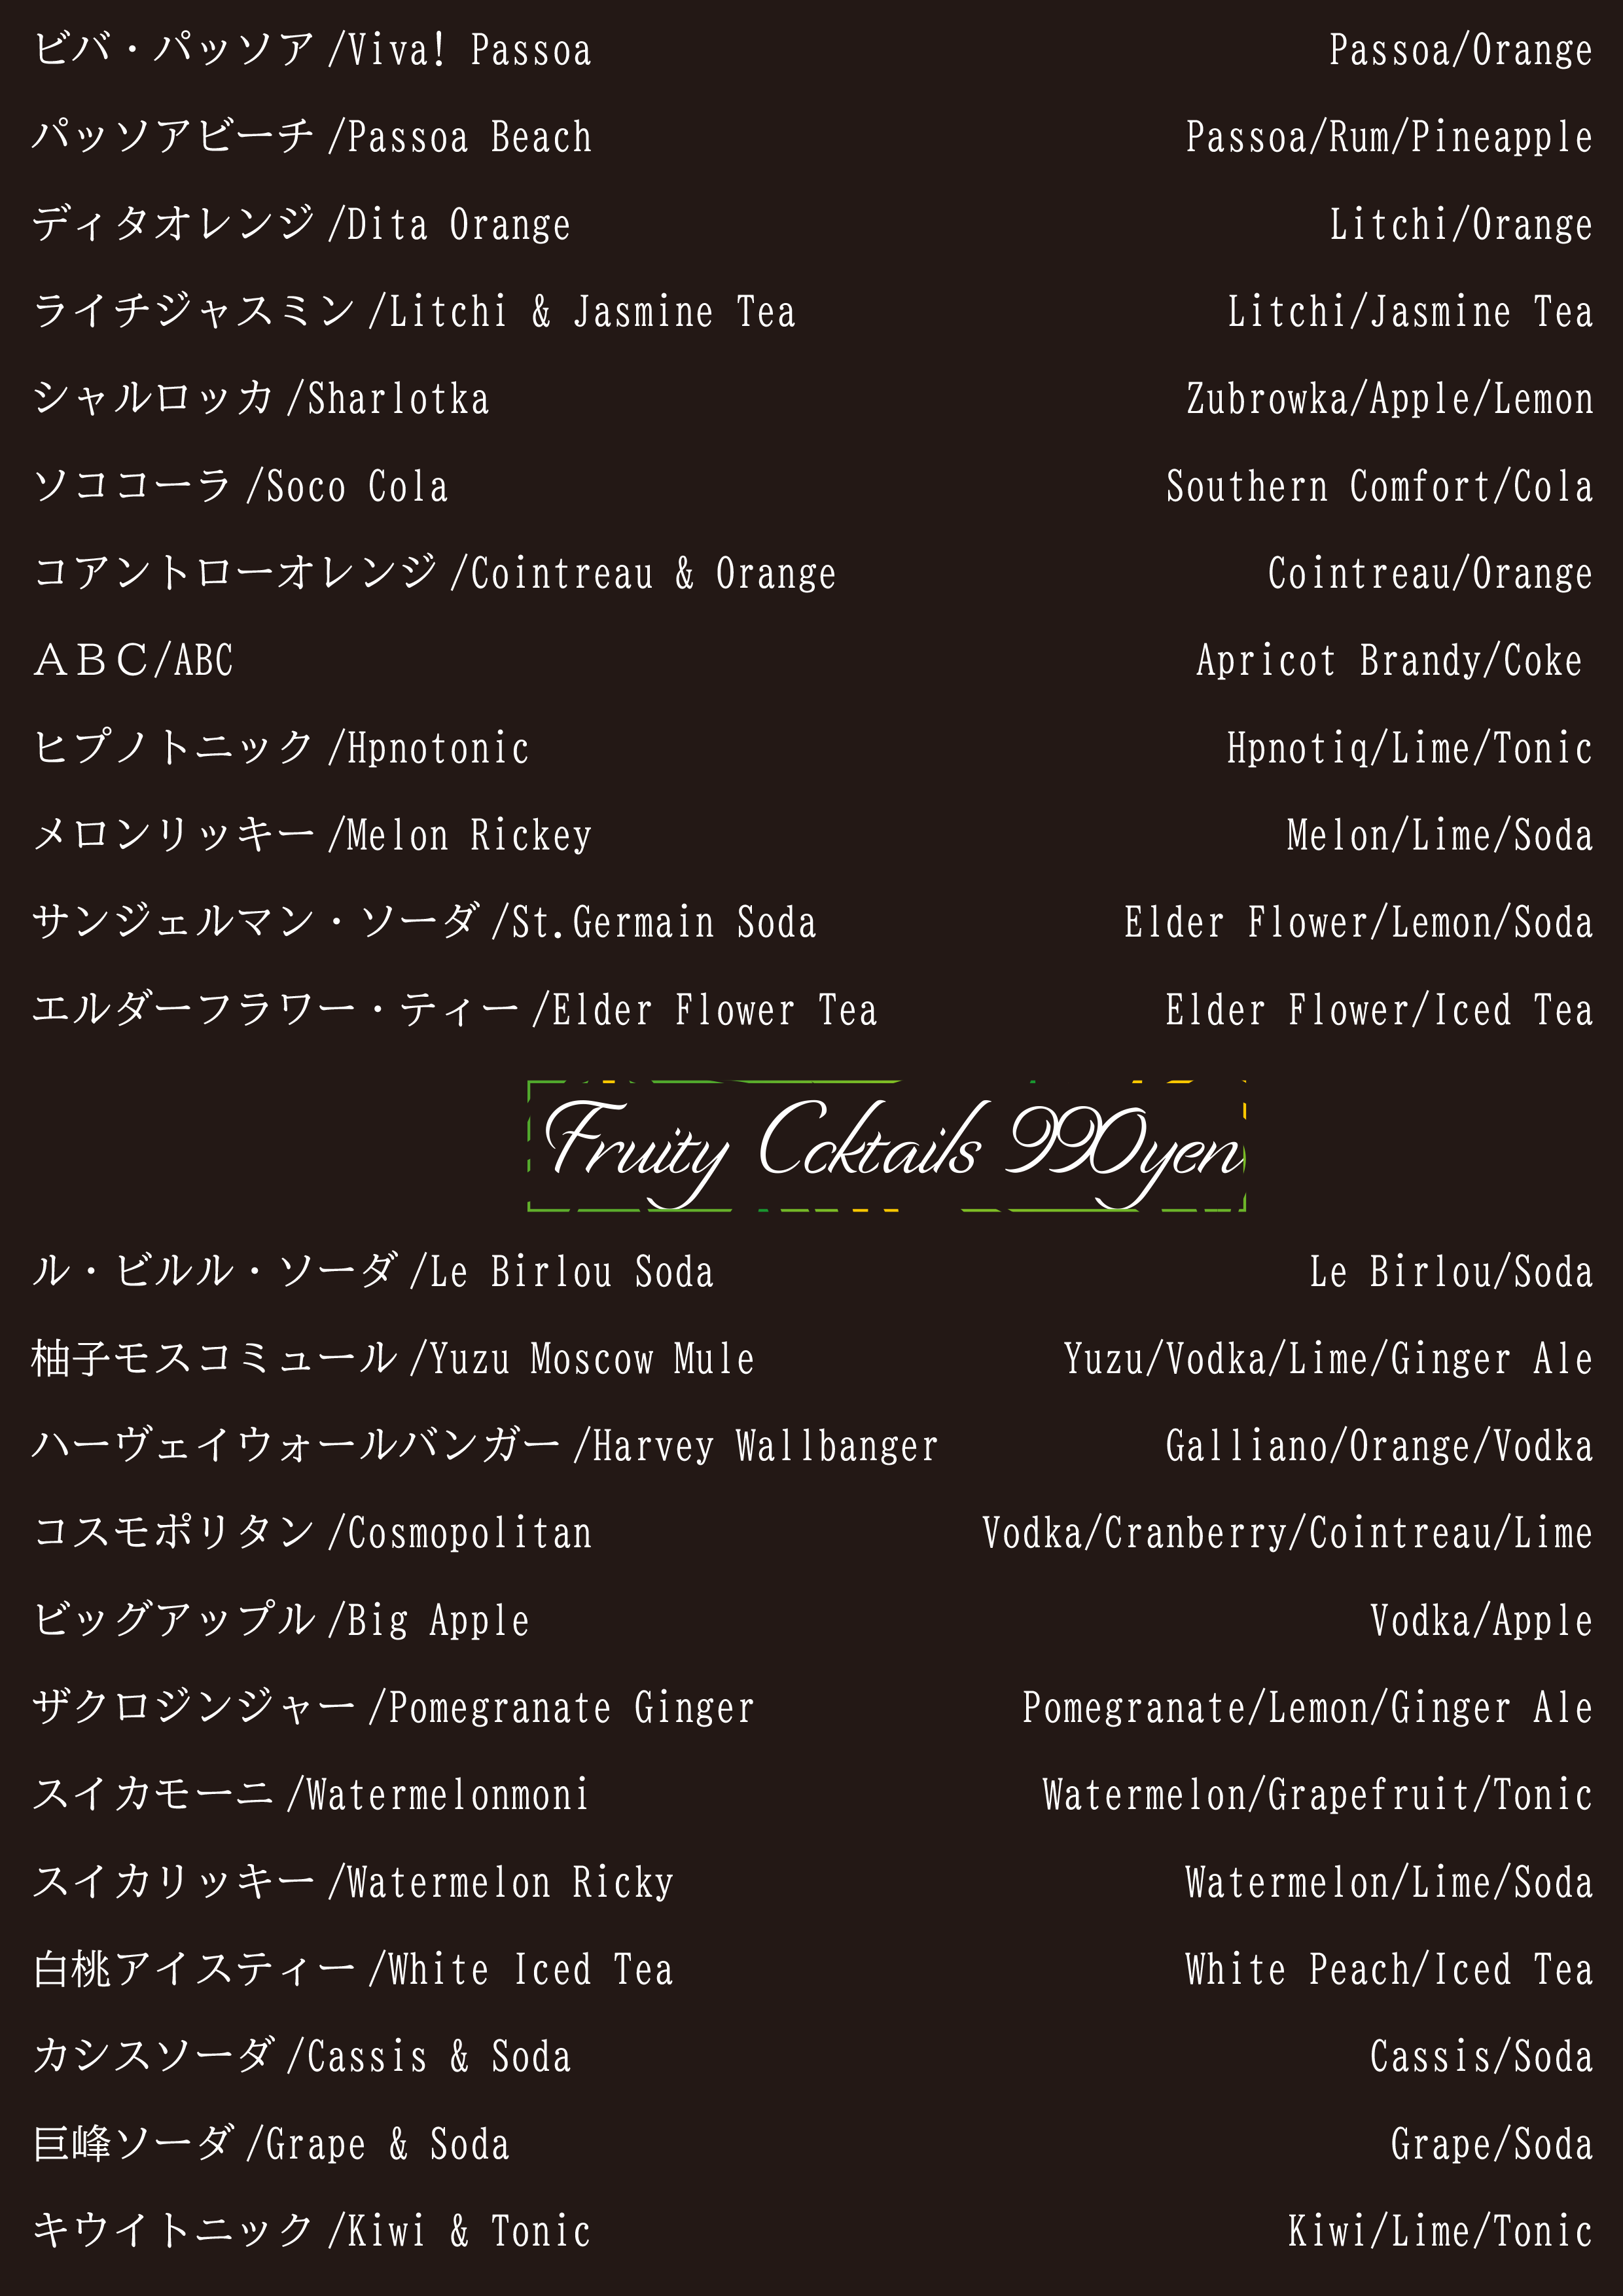 ビバ・パッソア/Viva! Passoa Passoa/Orange
パッソアビーチ/Passoa Beach Passoa/Rum/Pineapple
ディタオレンジ/Dita Orange Litchi/Orange
ライチジャスミン/Litchi & Jasmine Tea Litchi/Jasmine Tea
シャルロッカ/Sharlotka Zubrowka/Apple/Lemon
ソココーラ/Soco Cola Southern Comfort/Cola
コアントローオレンジ/Cointreau & Orange Cointreau/Orange
ＡＢＣ/ABC Apricot Brandy/Coke
ヒプノトニック/Hpnotonic Hpnotiq/Lime/Tonic
メロンリッキー/Melon Rickey Melon/Lime/Soda
サンジェルマン・ソーダ/St.Germain Soda Elder Flower/Lemon/Soda
エルダーフラワー・ティー/Elder Flower Tea Elder Flower/Iced Tea
Fruity Ccktails 990yen
ル・ビルル・ソーダ/Le Birlou Soda Le Birlou/Soda
柚子モスコミュール/Yuzu Moscow Mule Yuzu/Vodka/Lime/Ginger Ale
ハーヴェイウォールバンガー/Harvey Wallbanger Galliano/Orange/Vodka
コスモポリタン/Cosmopolitan Vodka/Cranberry/Cointreau/Lime
ビッグアップル/Big Apple Vodka/Apple
ザクロジンジャー/Pomegranate Ginger Pomegranate/Lemon/Ginger Ale
スイカモーニ/Watermelonmoni Watermelon/Grapefruit/Tonic
スイカリッキー/Watermelon Ricky Watermelon/Lime/Soda
白桃アイスティー/White Iced Tea White Peach/Iced Tea
カシスソーダ/Cassis & Soda Cassis/Soda
巨峰ソーダ/Grape & Soda Grape/Soda
キウイトニック/Kiwi & Tonic Kiwi/Lime/Tonic